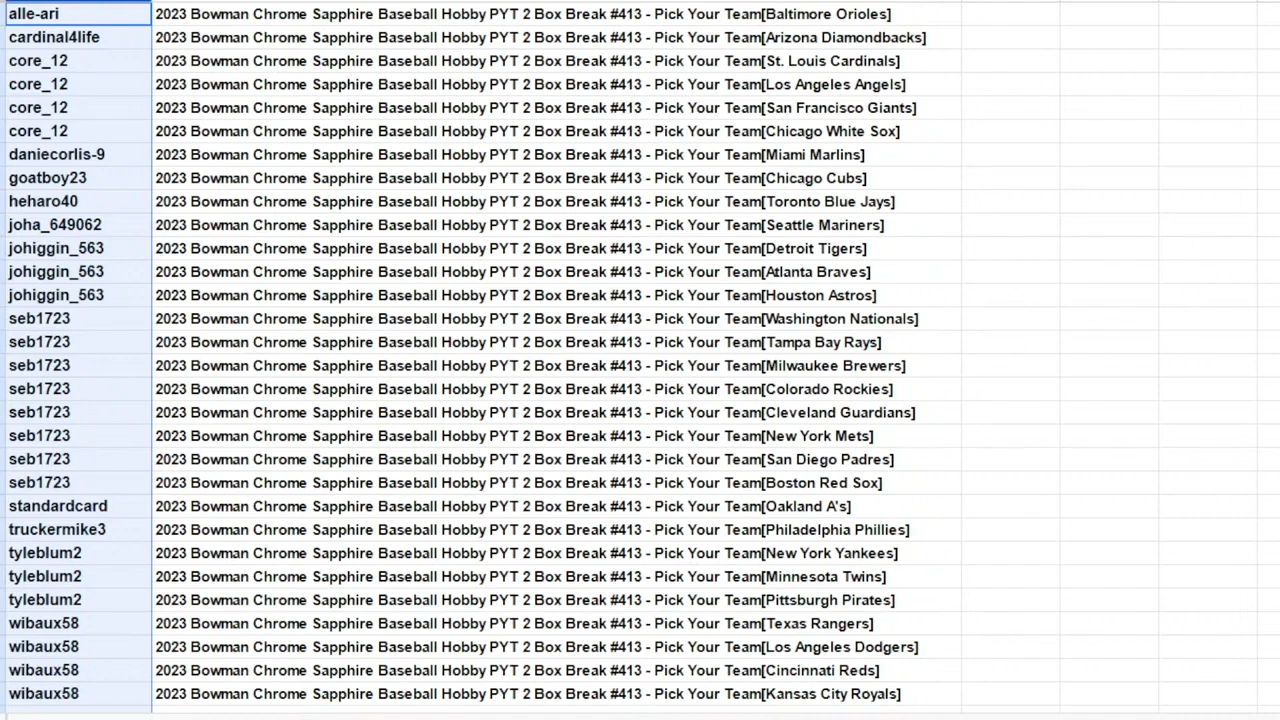 alle-ari 2023 Bowman Chrome Sapphire Baseball Hobby PYT 2 Box Break #413 - Pick Your Team[Baltimore Orioles]
cardinal4life 2023 Bowman Chrome Sapphire Baseball Hobby PYT 2 Box Break #413 - Pick Your Team[Arizona Diamondbacks]
core_12 2023 Bowman Chrome Sapphire Baseball Hobby PYT 2 Box Break #413 - Pick Your Team[St. Louis Cardinals]
core_12 2023 Bowman Chrome Sapphire Baseball Hobby PYT 2 Box Break #413 - Pick Your Team[Los Angeles Angels]
core_12 2023 Bowman Chrome Sapphire Baseball Hobby PYT 2 Box Break #413 - Pick Your Team[San Francisco Giants]
core_12 2023 Bowman Chrome Sapphire Baseball Hobby PYT 2 Box Break #413 - Pick Your Team[Chicago White Sox]
daniecorlis-9 2023 Bowman Chrome Sapphire Baseball Hobby PYT 2 Box Break #413 - Pick Your Team[Miami Marlins]
goatboy23 2023 Bowman Chrome Sapphire Baseball Hobby PYT 2 Box Break #413 - Pick Your Team[Chicago Cubs]
heharo40 2023 Bowman Chrome Sapphire Baseball Hobby PYT 2 Box Break #413 - Pick Your Team[Toronto Blue Jays]
joha_649062 2023 Bowman Chrome Sapphire Baseball Hobby PYT 2 Box Break #413 - Pick Your Team[Seattle Mariners]
johiggin_563 2023 Bowman Chrome Sapphire Baseball Hobby PYT 2 Box Break #413 - Pick Your Team[Detroit Tigers]
johiggin_563 2023 Bowman Chrome Sapphire Baseball Hobby PYT 2 Box Break #413 - Pick Your Team[Atlanta Braves]
johiggin_563 2023 Bowman Chrome Sapphire Baseball Hobby PYT 2 Box Break #413 - Pick Your Team[Houston Astros]
seb1723 2023 Bowman Chrome Sapphire Baseball Hobby PYT 2 Box Break #413 - Pick Your Team[Washington Nationals]
seb1723 2023 Bowman Chrome Sapphire Baseball Hobby PYT 2 Box Break #413 - Pick Your Team[Tampa Bay Rays]
seb1723 2023 Bowman Chrome Sapphire Baseball Hobby PYT 2 Box Break #413 - Pick Your Team[Milwaukee Brewers]
seb1723 2023 Bowman Chrome Sapphire Baseball Hobby PYT 2 Box Break #413 - Pick Your Team[Colorado Rockies]
seb1723 2023 Bowman Chrome Sapphire Baseball Hobby PYT 2 Box Break #413 - Pick Your Team[Cleveland Guardians]
seb1723 2023 Bowman Chrome Sapphire Baseball Hobby PYT 2 Box Break #413 - Pick Your Team[New York Mets]
seb1723 2023 Bowman Chrome Sapphire Baseball Hobby PYT 2 Box Break #413 - Pick Your Team[San Diego Padres]
seb1723 2023 Bowman Chrome Sapphire Baseball Hobby PYT 2 Box Break #413 - Pick Your Team[Boston Red Sox]
standardcard 2023 Bowman Chrome Sapphire Baseball Hobby PYT 2 Box Break #413 - Pick Your Team[Oakland A's]
truckermike3 2023 Bowman Chrome Sapphire Baseball Hobby PYT 2 Box Break #413 - Pick Your Team[Philadelphia Phillies]
tyleblum2 2023 Bowman Chrome Sapphire Baseball Hobby PYT 2 Box Break #413 - Pick Your Team[New York Yankees]
tyleblum2 2023 Bowman Chrome Sapphire Baseball Hobby PYT 2 Box Break #413 - Pick Your Team[Minnesota Twins]
tyleblum2 2023 Bowman Chrome Sapphire Baseball Hobby PYT 2 Box Break #413 - Pick Your Team[Pittsburgh Pirates]
wibaux58 2023 Bowman Chrome Sapphire Baseball Hobby PYT 2 Box Break #413 - Pick Your Team[Texas Rangers]
wibaux58 2023 Bowman Chrome Sapphire Baseball Hobby PYT 2 Box Break #413 - Pick Your Team[Los Angeles Dodgers]
wibaux58 2023 Bowman Chrome Sapphire Baseball Hobby PYT 2 Box Break #413 - Pick Your Team[Cincinnati Reds]
wibaux58 2023 Bowman Chrome Sapphire Baseball Hobby PYT 2 Box Break #413 - Pick Your Team[Kansas City Royals]